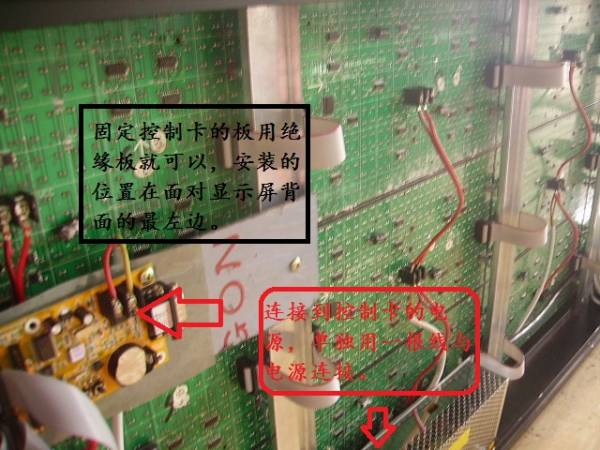 固定控制卡的板用绝
缘板就可以，安装的
位置在面对显示屏背
面的最左边。
连接到控制卡的电
源，单独用一根线与
电源连接。